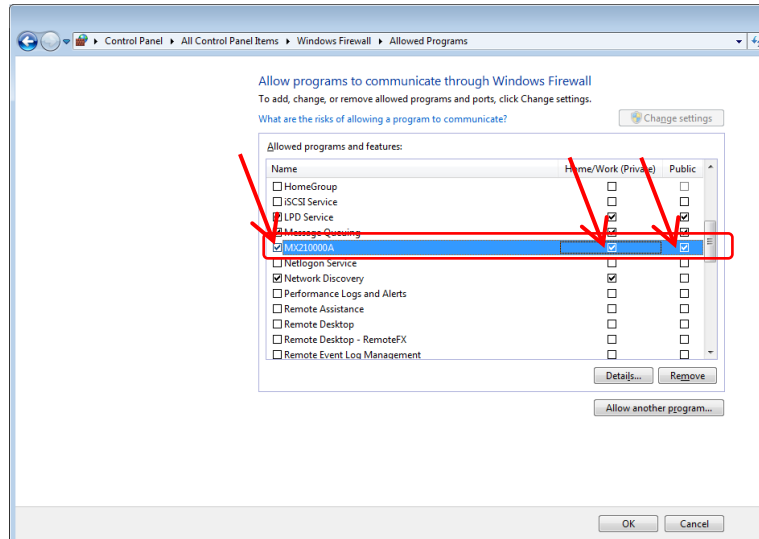 Control Panel All Control Panel Items Windows Firewall Allowed Programs
Allow programs to communicate through Windows Firewall
To add, change, or remove allowed programs and ports, click Change settings.
What are the risks of allowing a program to communicate?
Change settings
Allowed programs and features:
Name Home/Work (Private) Public
HomeGroup
iSCSI Service
LPD Service
Message Queuing
MX210000A
Netlogon Service
Network Discovery
Performance Logs and Alerts
Remote Assistance
Remote Desktop
Remote Desktop - RemoteFX
Remote Event Log Management
Details... Remove
Allow another program...
OK Cancel